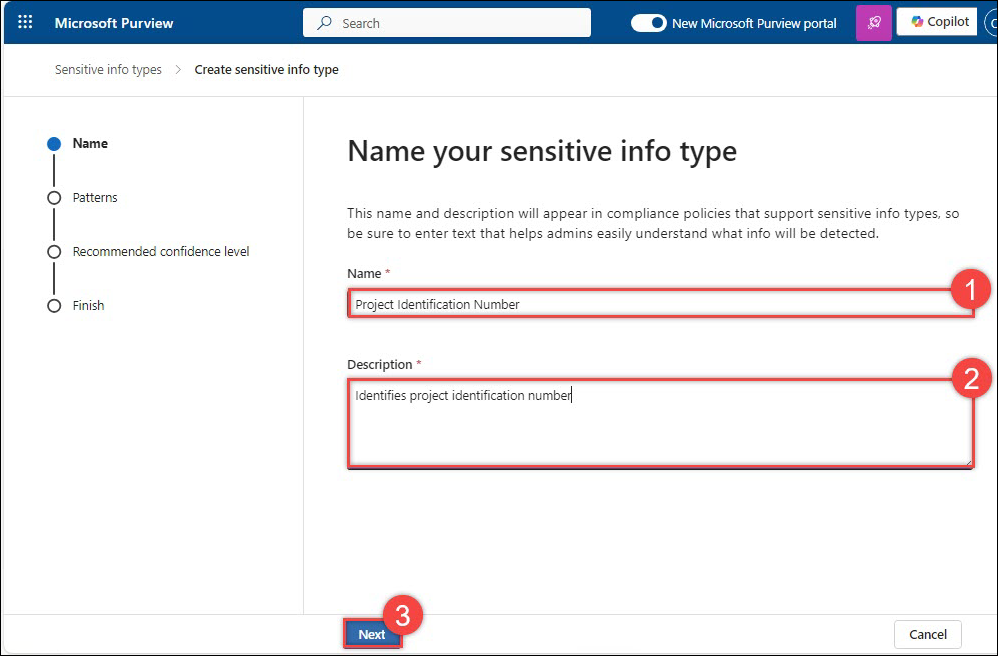 Microsoft Purview
Search
New Microsoft Purview portal
Copilot
Sensitive info types > Create sensitive info type
Name
Patterns
Recommended confidence level
Finish
Name your sensitive info type
This name and description will appear in compliance policies that support sensitive info types, so
be sure to enter text that helps admins easily understand what info will be detected.
Name *
Project Identification Number
1
Description *
2
Identifies project identification number
3
Next
Cancel